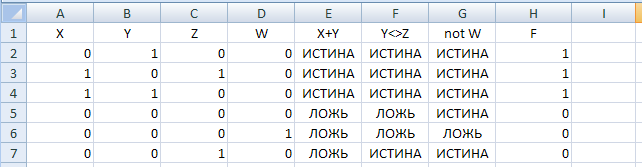 A B C D E F G H I
1 X Y Z W X+Y Y<>Z not W F
2 0 1 0 0 ИСТИНА ИСТИНА ИСТИНА 1
3 1 0 1 0 ИСТИНА ИСТИНА ИСТИНА 1
4 1 1 0 0 ИСТИНА ИСТИНА ИСТИНА 1
5 0 0 0 0 ЛОЖЬ ЛОЖЬ ИСТИНА 0
6 0 0 0 1 ЛОЖЬ ЛОЖЬ ЛОЖЬ 0
7 0 0 1 0 ЛОЖЬ ИСТИНА ИСТИНА 0